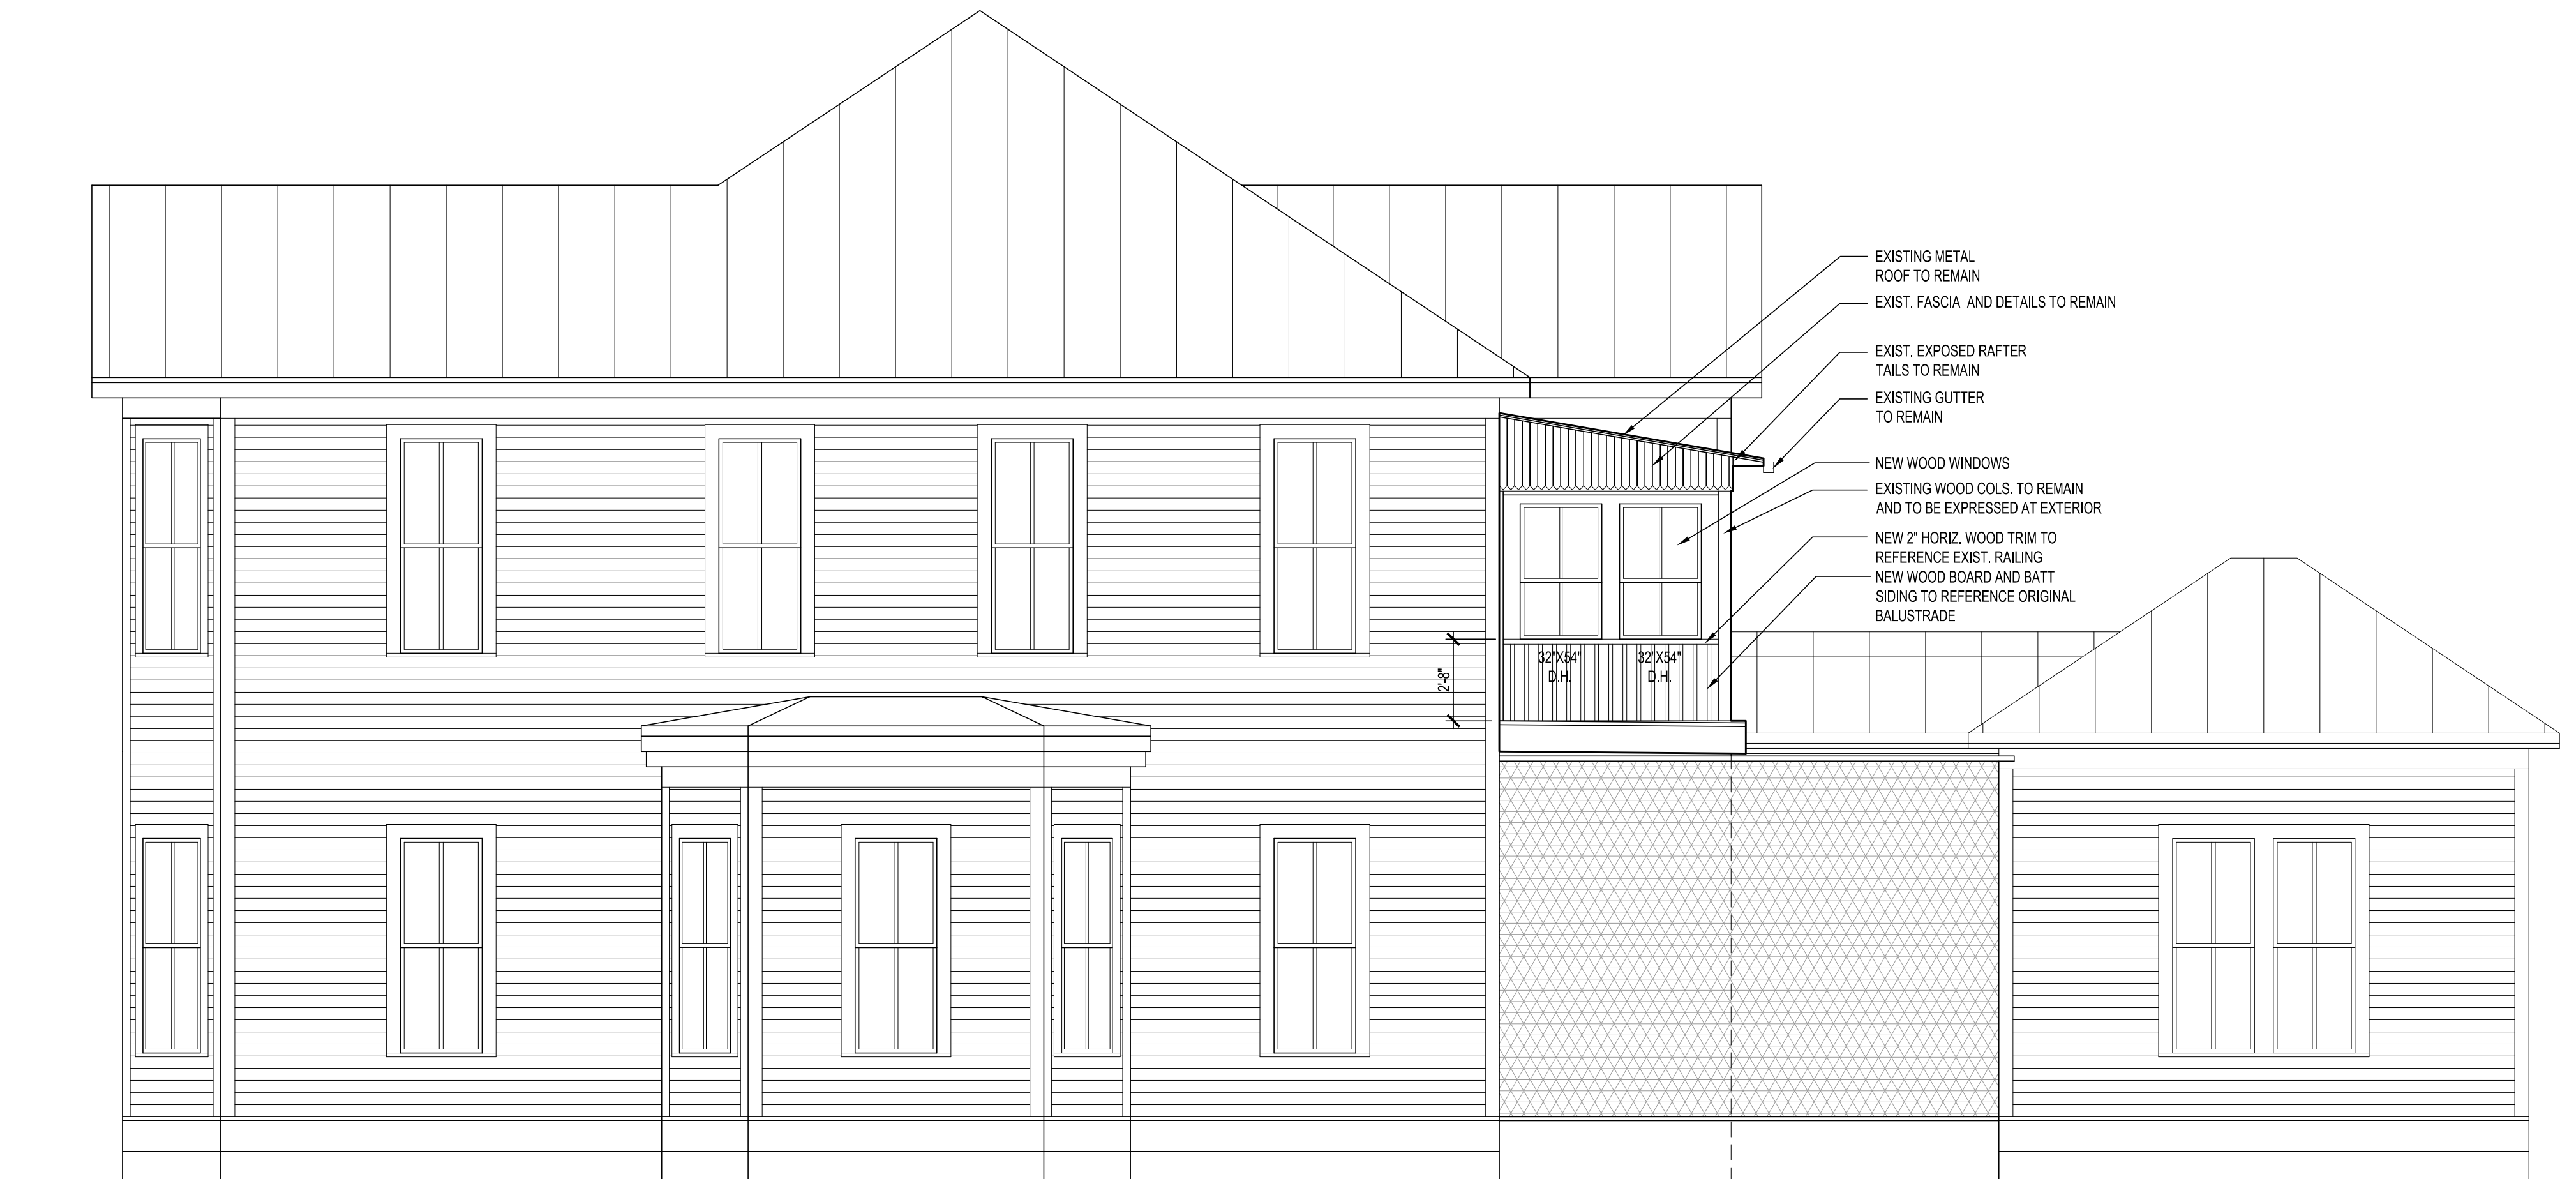 EXISTING METAL
ROOF TO REMAIN
EXIST. FASCIA AND DETAILS TO REMAIN
EXIST. EXPOSED RAFTER
TAILS TO REMAIN
EXISTING GUTTER
TO REMAIN
NEW WOOD WINDOWS
EXISTING WOOD COLS. TO REMAIN
AND TO BE EXPRESSED AT EXTERIOR
NEW 2" HORIZ. WOOD TRIM TO
REFERENCE EXIST. RAILING
NEW WOOD BOARD AND BATT
SIDING TO REFERENCE ORIGINAL
BALUSTRADE
32"X54"
D.H.
32"X54"
D.H.
2'-8"